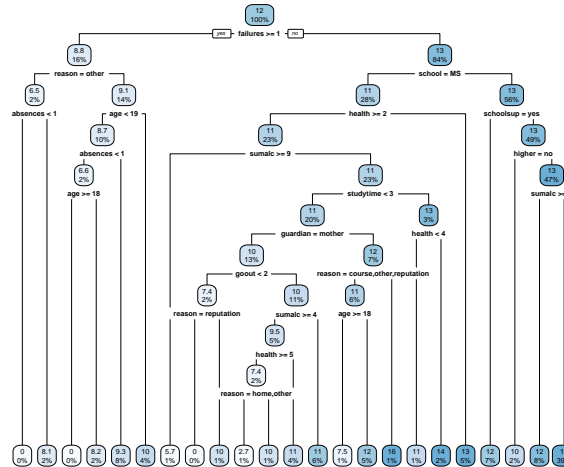 12
100%
yes failures >= 1 no
8.8
16%
13
84%
reason = other
school = MS
6.5
2%
9.1
14%
11
28%
13
56%
absences < 1
age < 19
health >= 2
schoolsup = yes
8.7
10%
11
23%
13
49%
absences < 1
sumalc >= 9
higher = no
6.6
2%
11
23%
13
47%
age >= 18
studytime < 3
sumalc >=
11
20%
13
3%
guardian = mother
health < 4
10
13%
12
7%
goout < 2
reason = course,other,reputation
7.4
2%
10
11%
11
6%
reason = reputation
sumalc >= 4
age >= 18
9.5
5%
health >= 5
7.4
2%
reason = home,other
0 8.1 0 8.2 9.3 10 5.7 0 10 2.7 10 11 11 7.5 12 16 11 14 13 12 10 12
0% 2% 0% 2% 8% 4% 1% 0% 1% 1% 1% 4% 6% 1% 5% 1% 1% 2% 5% 7% 2% 8%